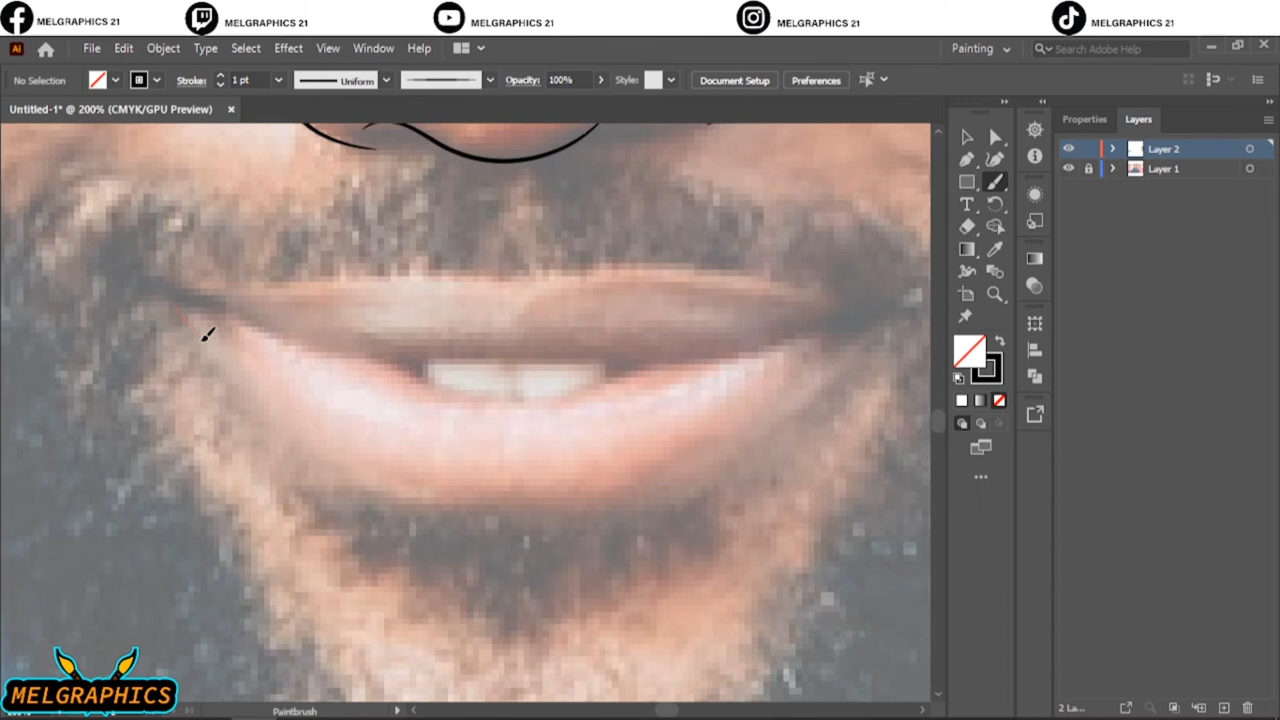 MELGRAPHICS 21
MELGRAPHICS 21
MELGRAPHICS 21
MELGRAPHICS 21
MELGRAPHICS 21
Ai
File Edit Object Type Select Effect View Window Help
Painting
Search Adobe Help
No Selection
Stroke:
1 pt
Uniform
Opacity:
100%
Style:
Document Setup
Preferences
Untitled-1* @ 200% (CMYK/GPU Preview)
Properties
Layers
Layer 2
Layer 1
MELGRAPHICS
Paintbrush
2 La...